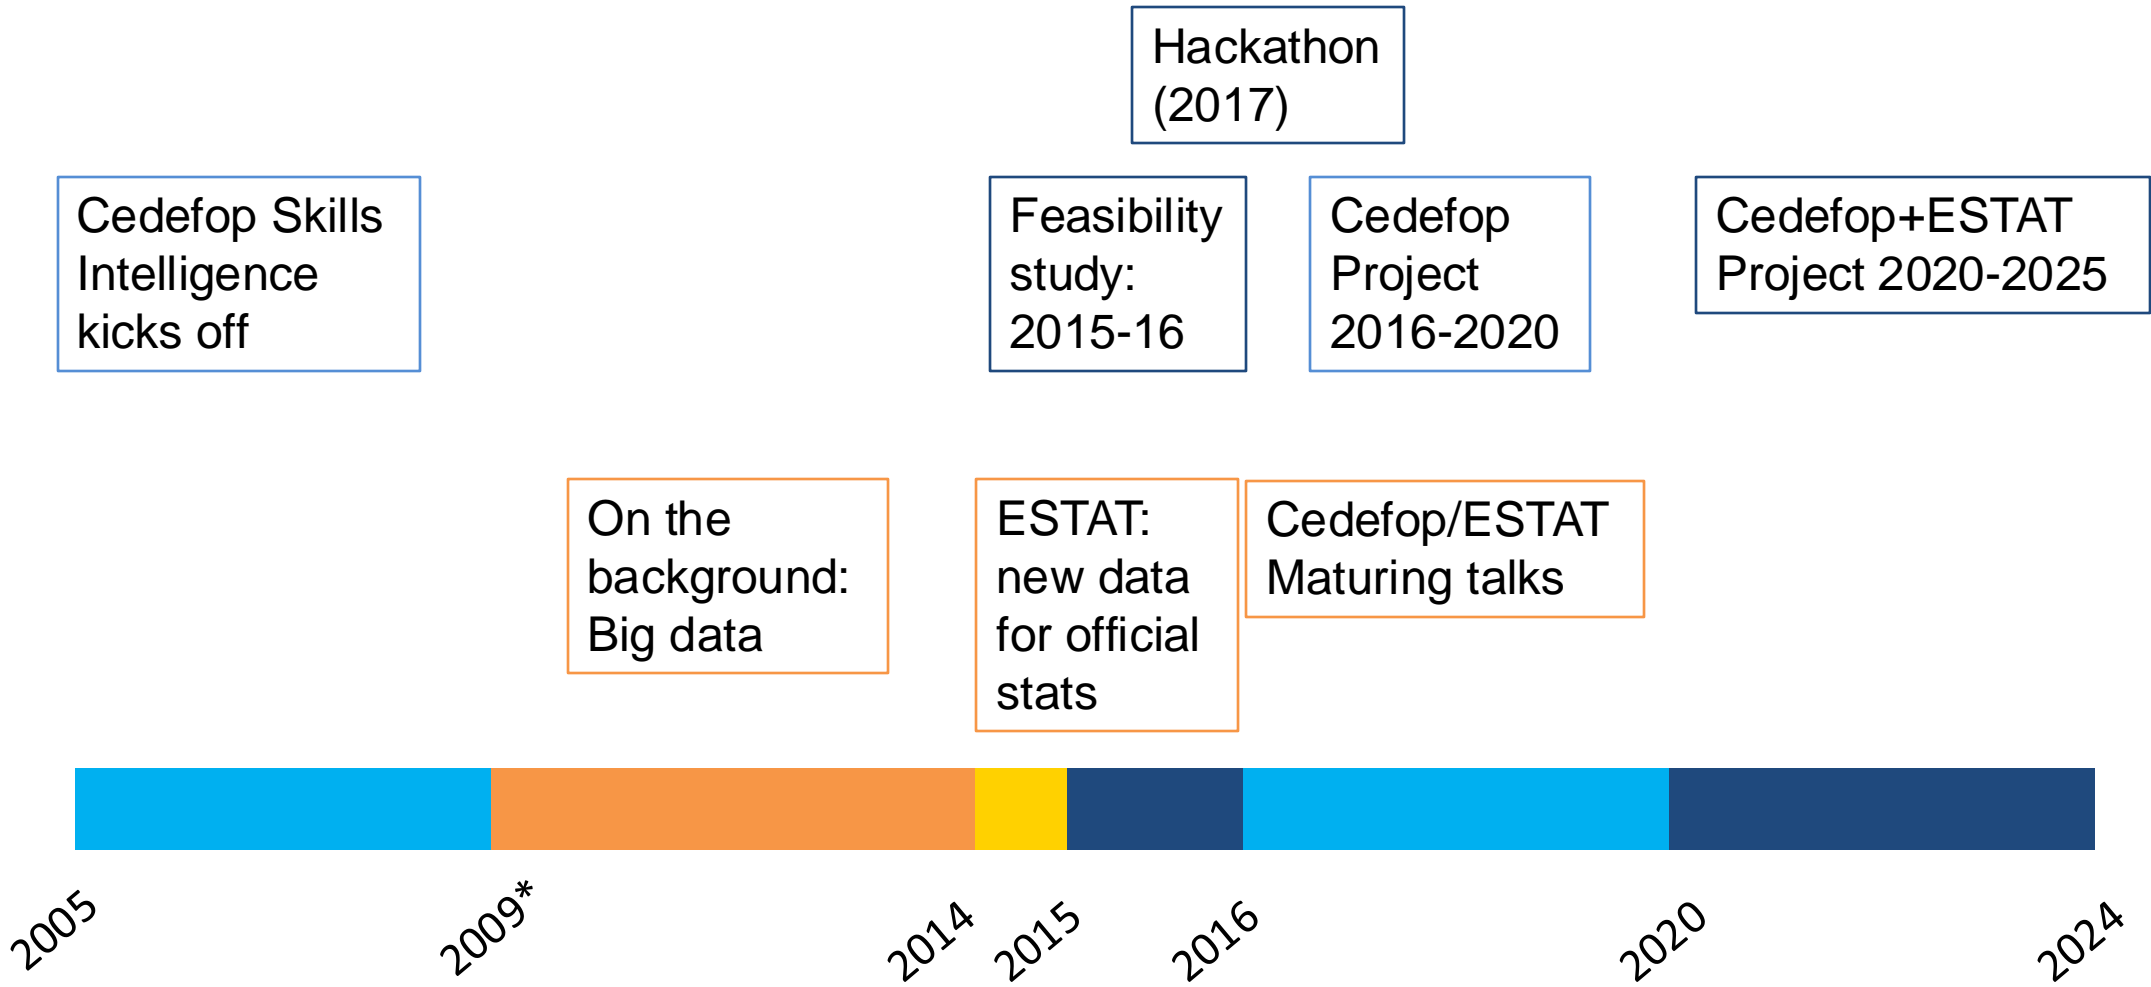 Hackathon
(2017)
Cedefop Skills
Intelligence
kicks off
Feasibility
study:
2015-16
Cedefop
Project
2016-2020
Cedefop+ESTAT
Project 2020-2025
On the
background:
Big data
ESTAT:
new data
for official
stats
Cedefop/ESTAT
Maturing talks
2005
2009*
2014
2015
2016
2020
2024